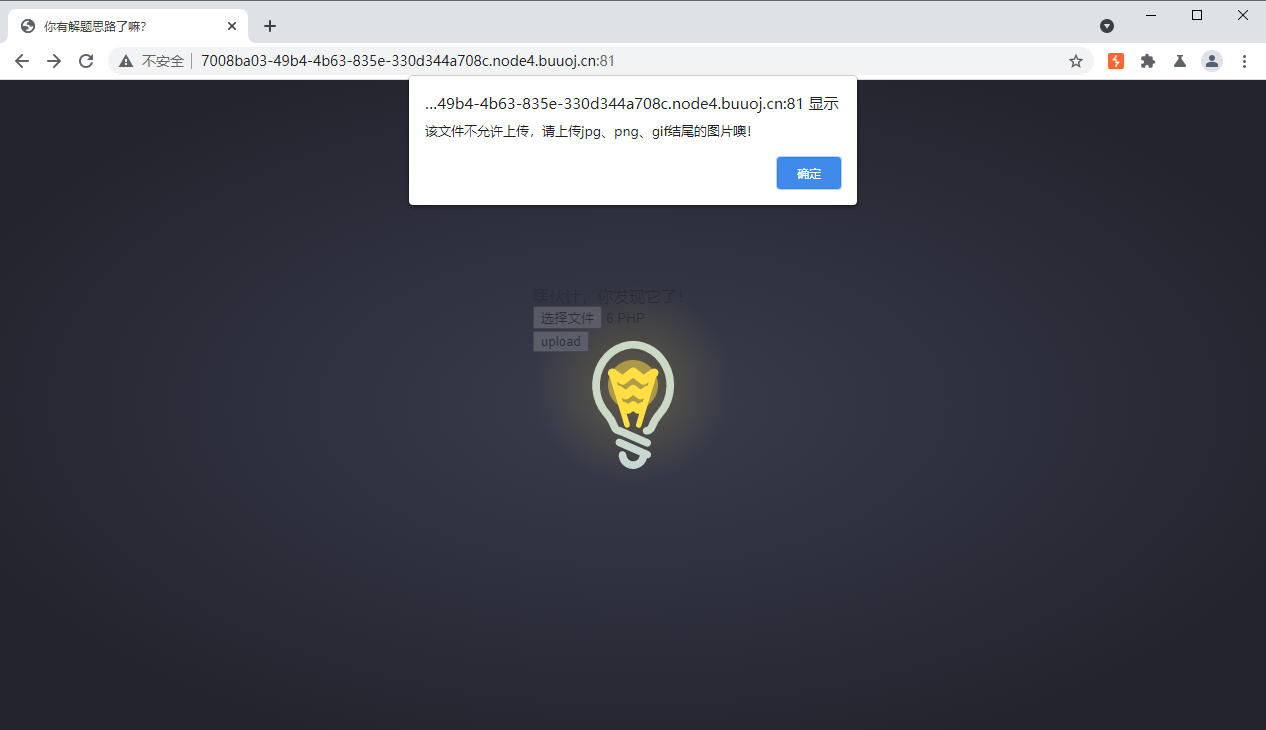 你有解题思路了嘛?
不安全 7008ba03-49b4-4b63-835e-330d344a708c.node4.buuoj.cn:81
...49b4-4b63-835e-330d344a708c.node4.buuoj.cn:81 显示
该文件不允许上传，请上传jpg、png、gif结尾的图片噢！
确定
嘿伙计，你发现它了！
选择文件 6 PHP
upload